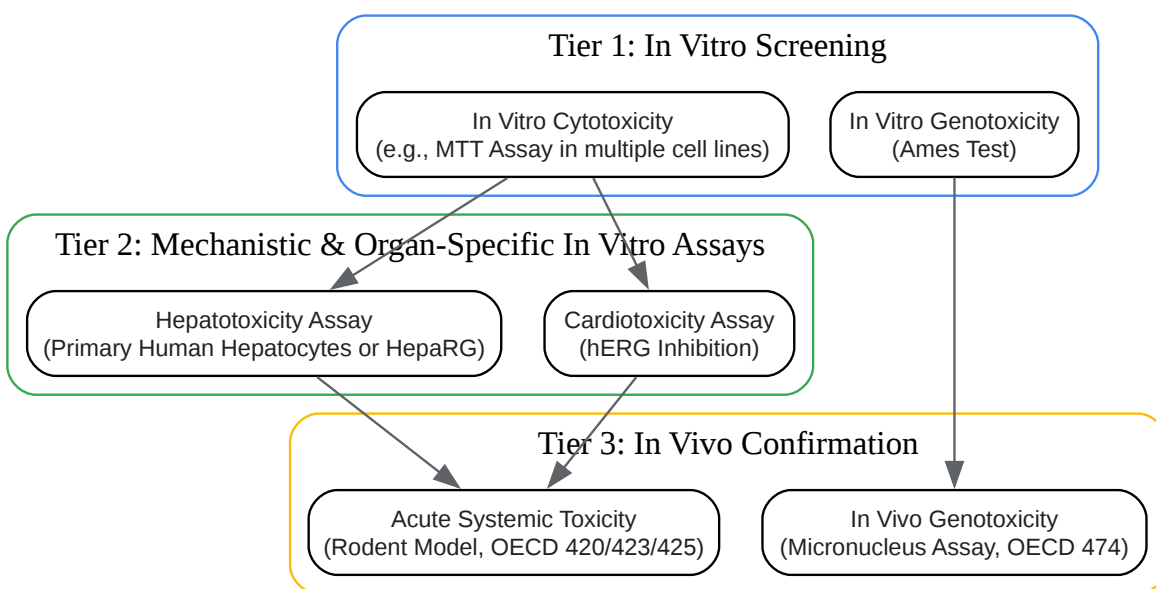 Tier 1: In Vitro Screening
In Vitro Cytotoxicity
(e.g., MTT Assay in multiple cell lines)
In Vitro Genotoxicity
(Ames Test)
Tier 2: Mechanistic & Organ-Specific In Vitro Assays
Hepatotoxicity Assay
(Primary Human Hepatocytes or HepaRG)
Cardiotoxicity Assay
(hERG Inhibition)
Tier 3: In Vivo Confirmation
Acute Systemic Toxicity
(Rodent Model, OECD 420/423/425)
In Vivo Genotoxicity
(Micronucleus Assay, OECD 474)